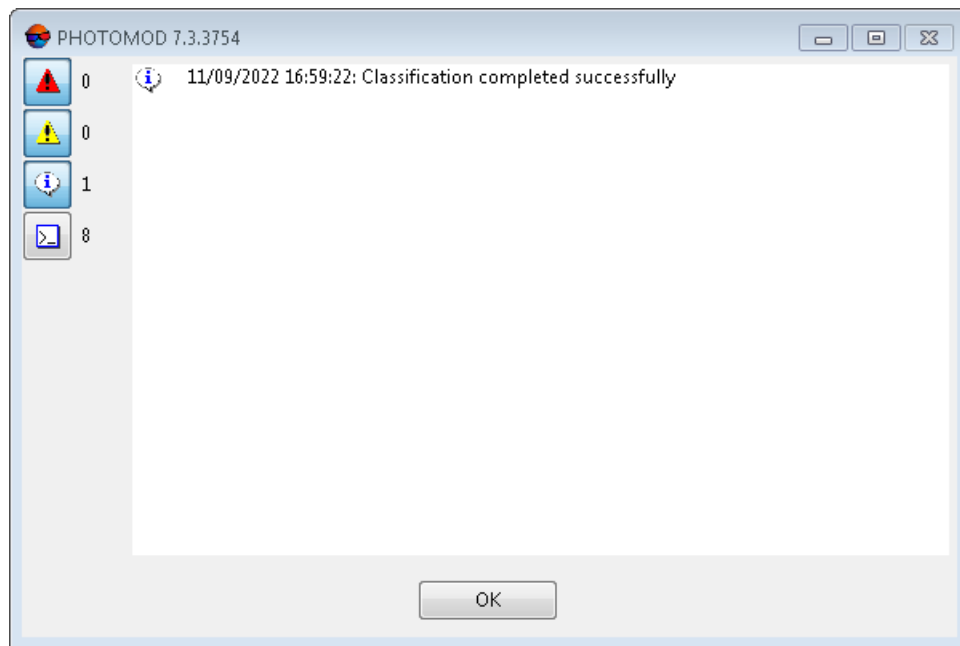 PHOTOMOD 7.3.3754
0
11/09/2022 16:59:22: Classification completed successfully
0
1
8
OK